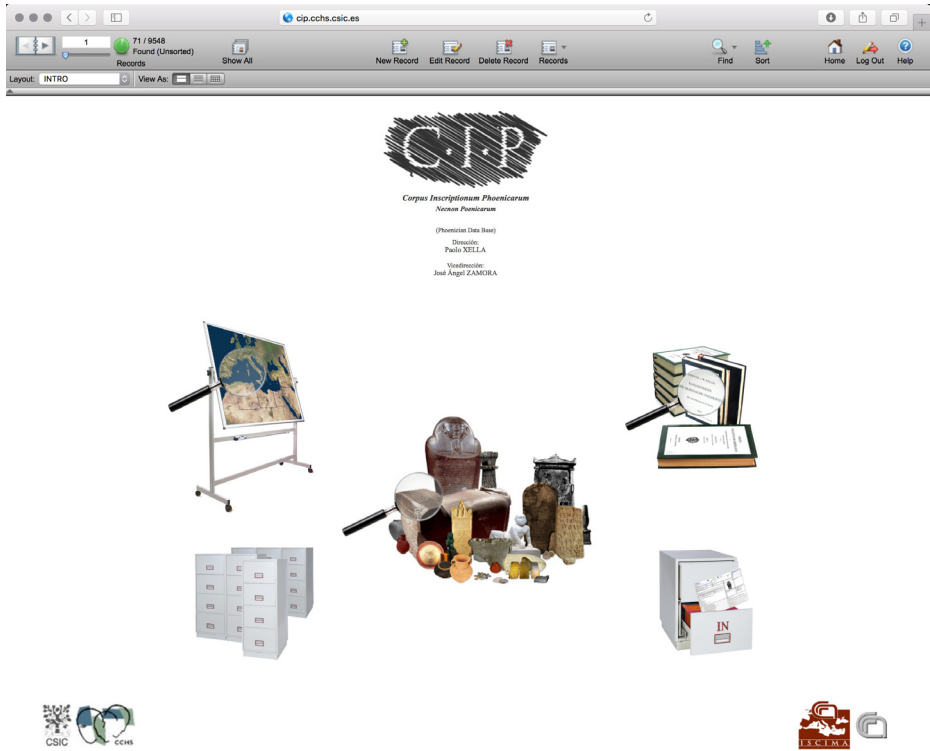 cip.cchs.csic.es
1
71 / 9548
Found (Unsorted)
Records
Show All
New Record
Edit Record
Delete Record
Records
Find
Sort
Home
Log Out
Help
Layout: INTRO
View As:
C.I.P
Corpus Inscriptionum Phoenicarum
Necnon Poenicarum
(Phoenician Data Base)
Dirección:
Paolo XELLA
Vicedirección:
José Ángel ZAMORA
IN
CSIC
CCHS
ISCIMA